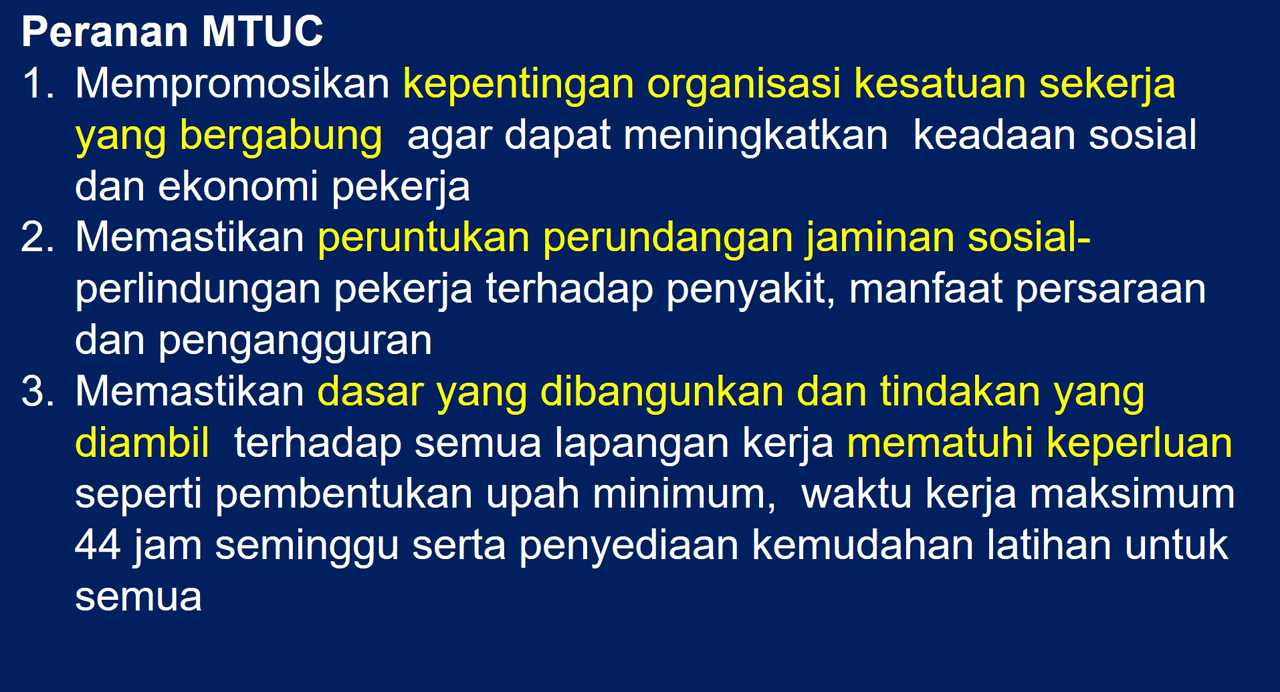 Peranan MTUC
1. Mempromosikan kepentingan organisasi kesatuan sekerja
yang bergabung agar dapat meningkatkan keadaan sosial
dan ekonomi pekerja
2. Memastikan peruntukan perundangan jaminan sosial-
perlindungan pekerja terhadap penyakit, manfaat persaraan
dan pengangguran
3. Memastikan dasar yang dibangunkan dan tindakan yang
diambil terhadap semua lapangan kerja mematuhi keperluan
seperti pembentukan upah minimum, waktu kerja maksimum
44 jam seminggu serta penyediaan kemudahan latihan untuk
semua